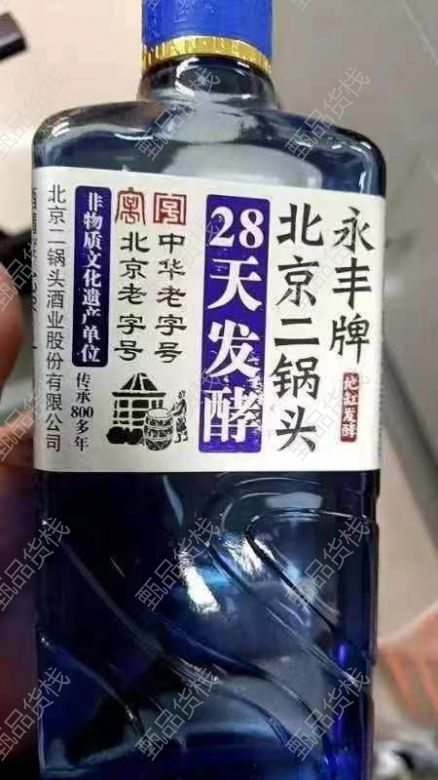 永丰牌
北京二锅头
地缸发酵
28天发酵
中华老字号
北京老字号
非物质文化遗产单位
传承800多年
北京二锅头酒业股份有限公司
甄品货栈